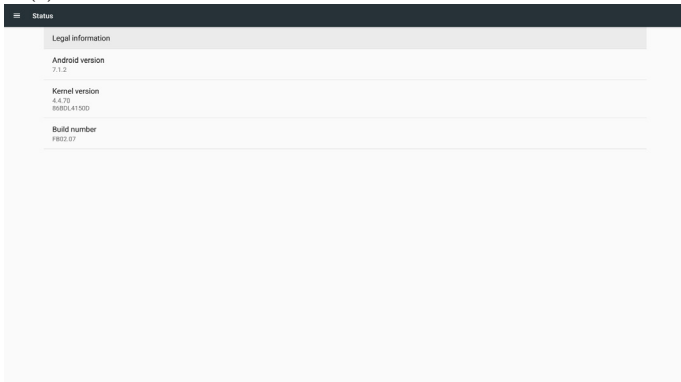 Status
Legal information
Android version
7.1.2
Kernel version
4.4.70
86BDL4150D
Build number
FB02.07